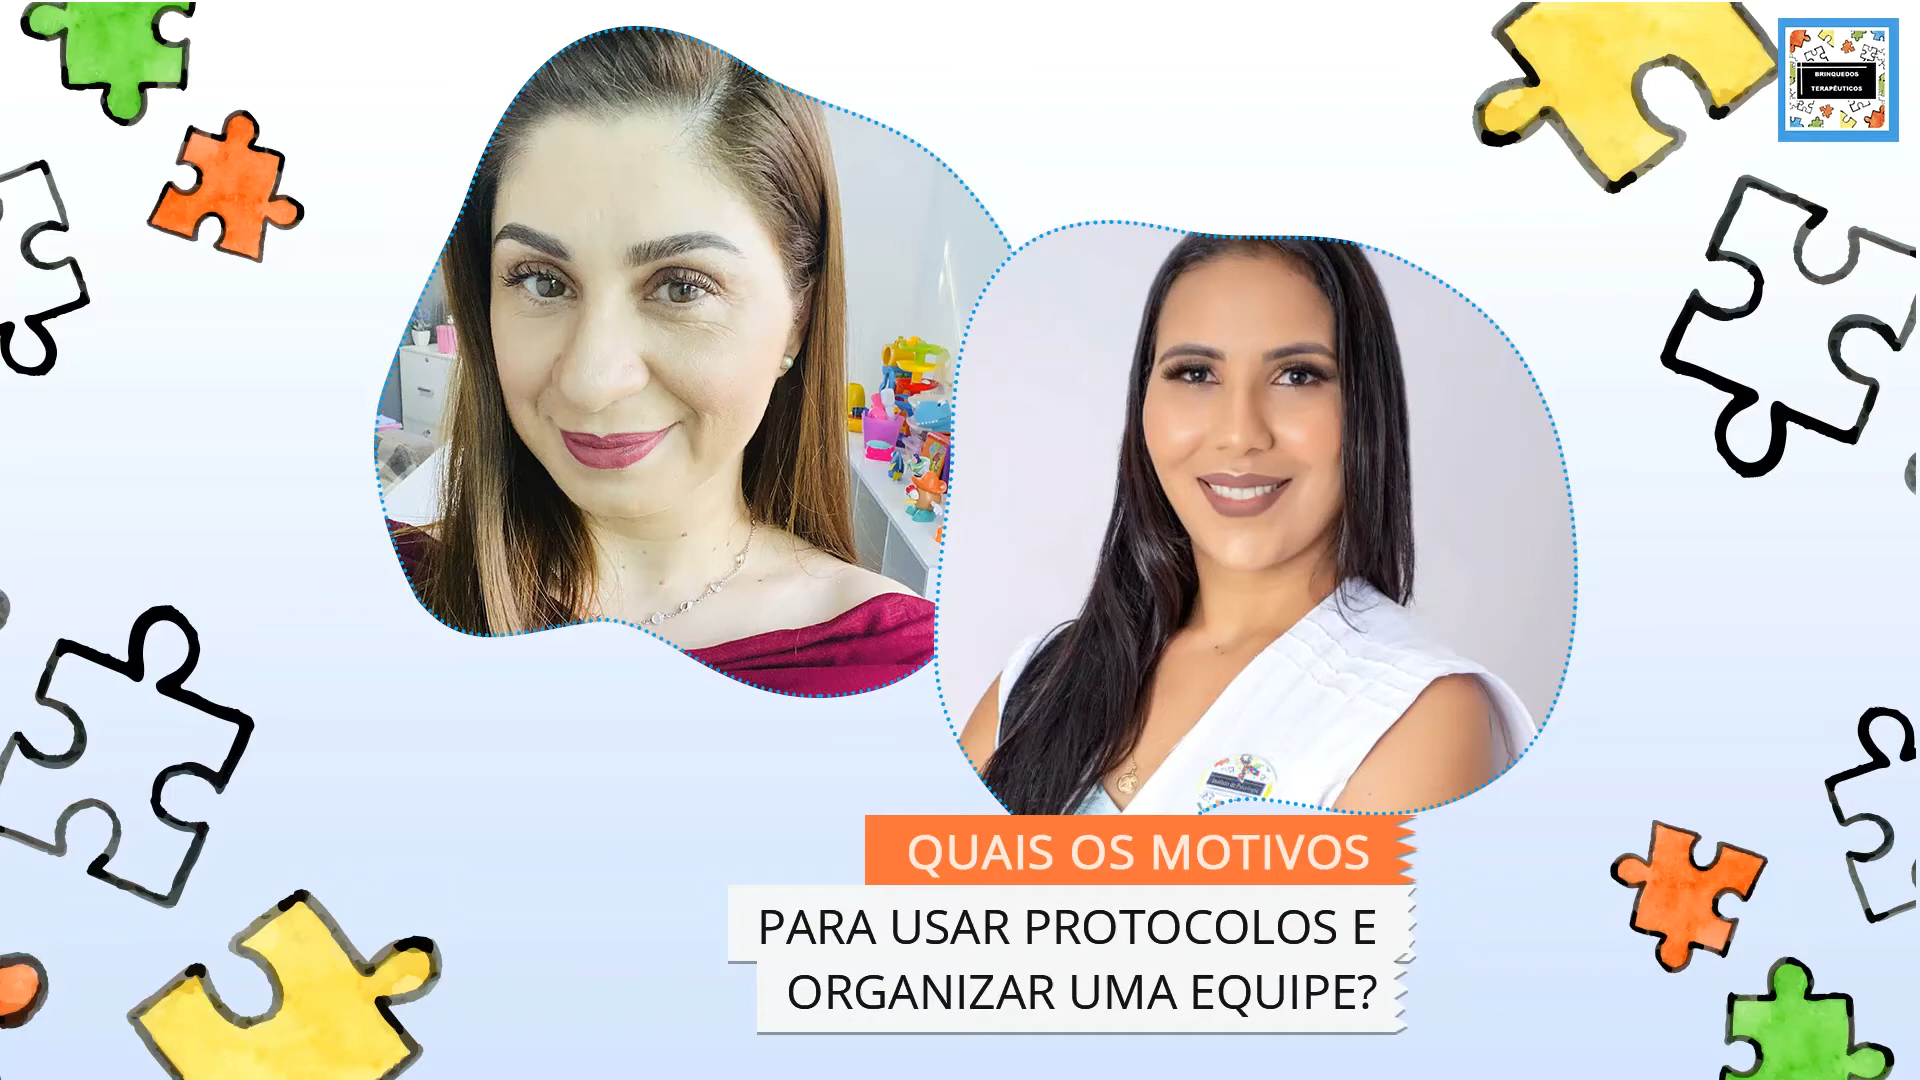 BRINQUEDOS
TERAPÊUTICOS
QUAIS OS MOTIVOS
PARA USAR PROTOCOLOS E
ORGANIZAR UMA EQUIPE?